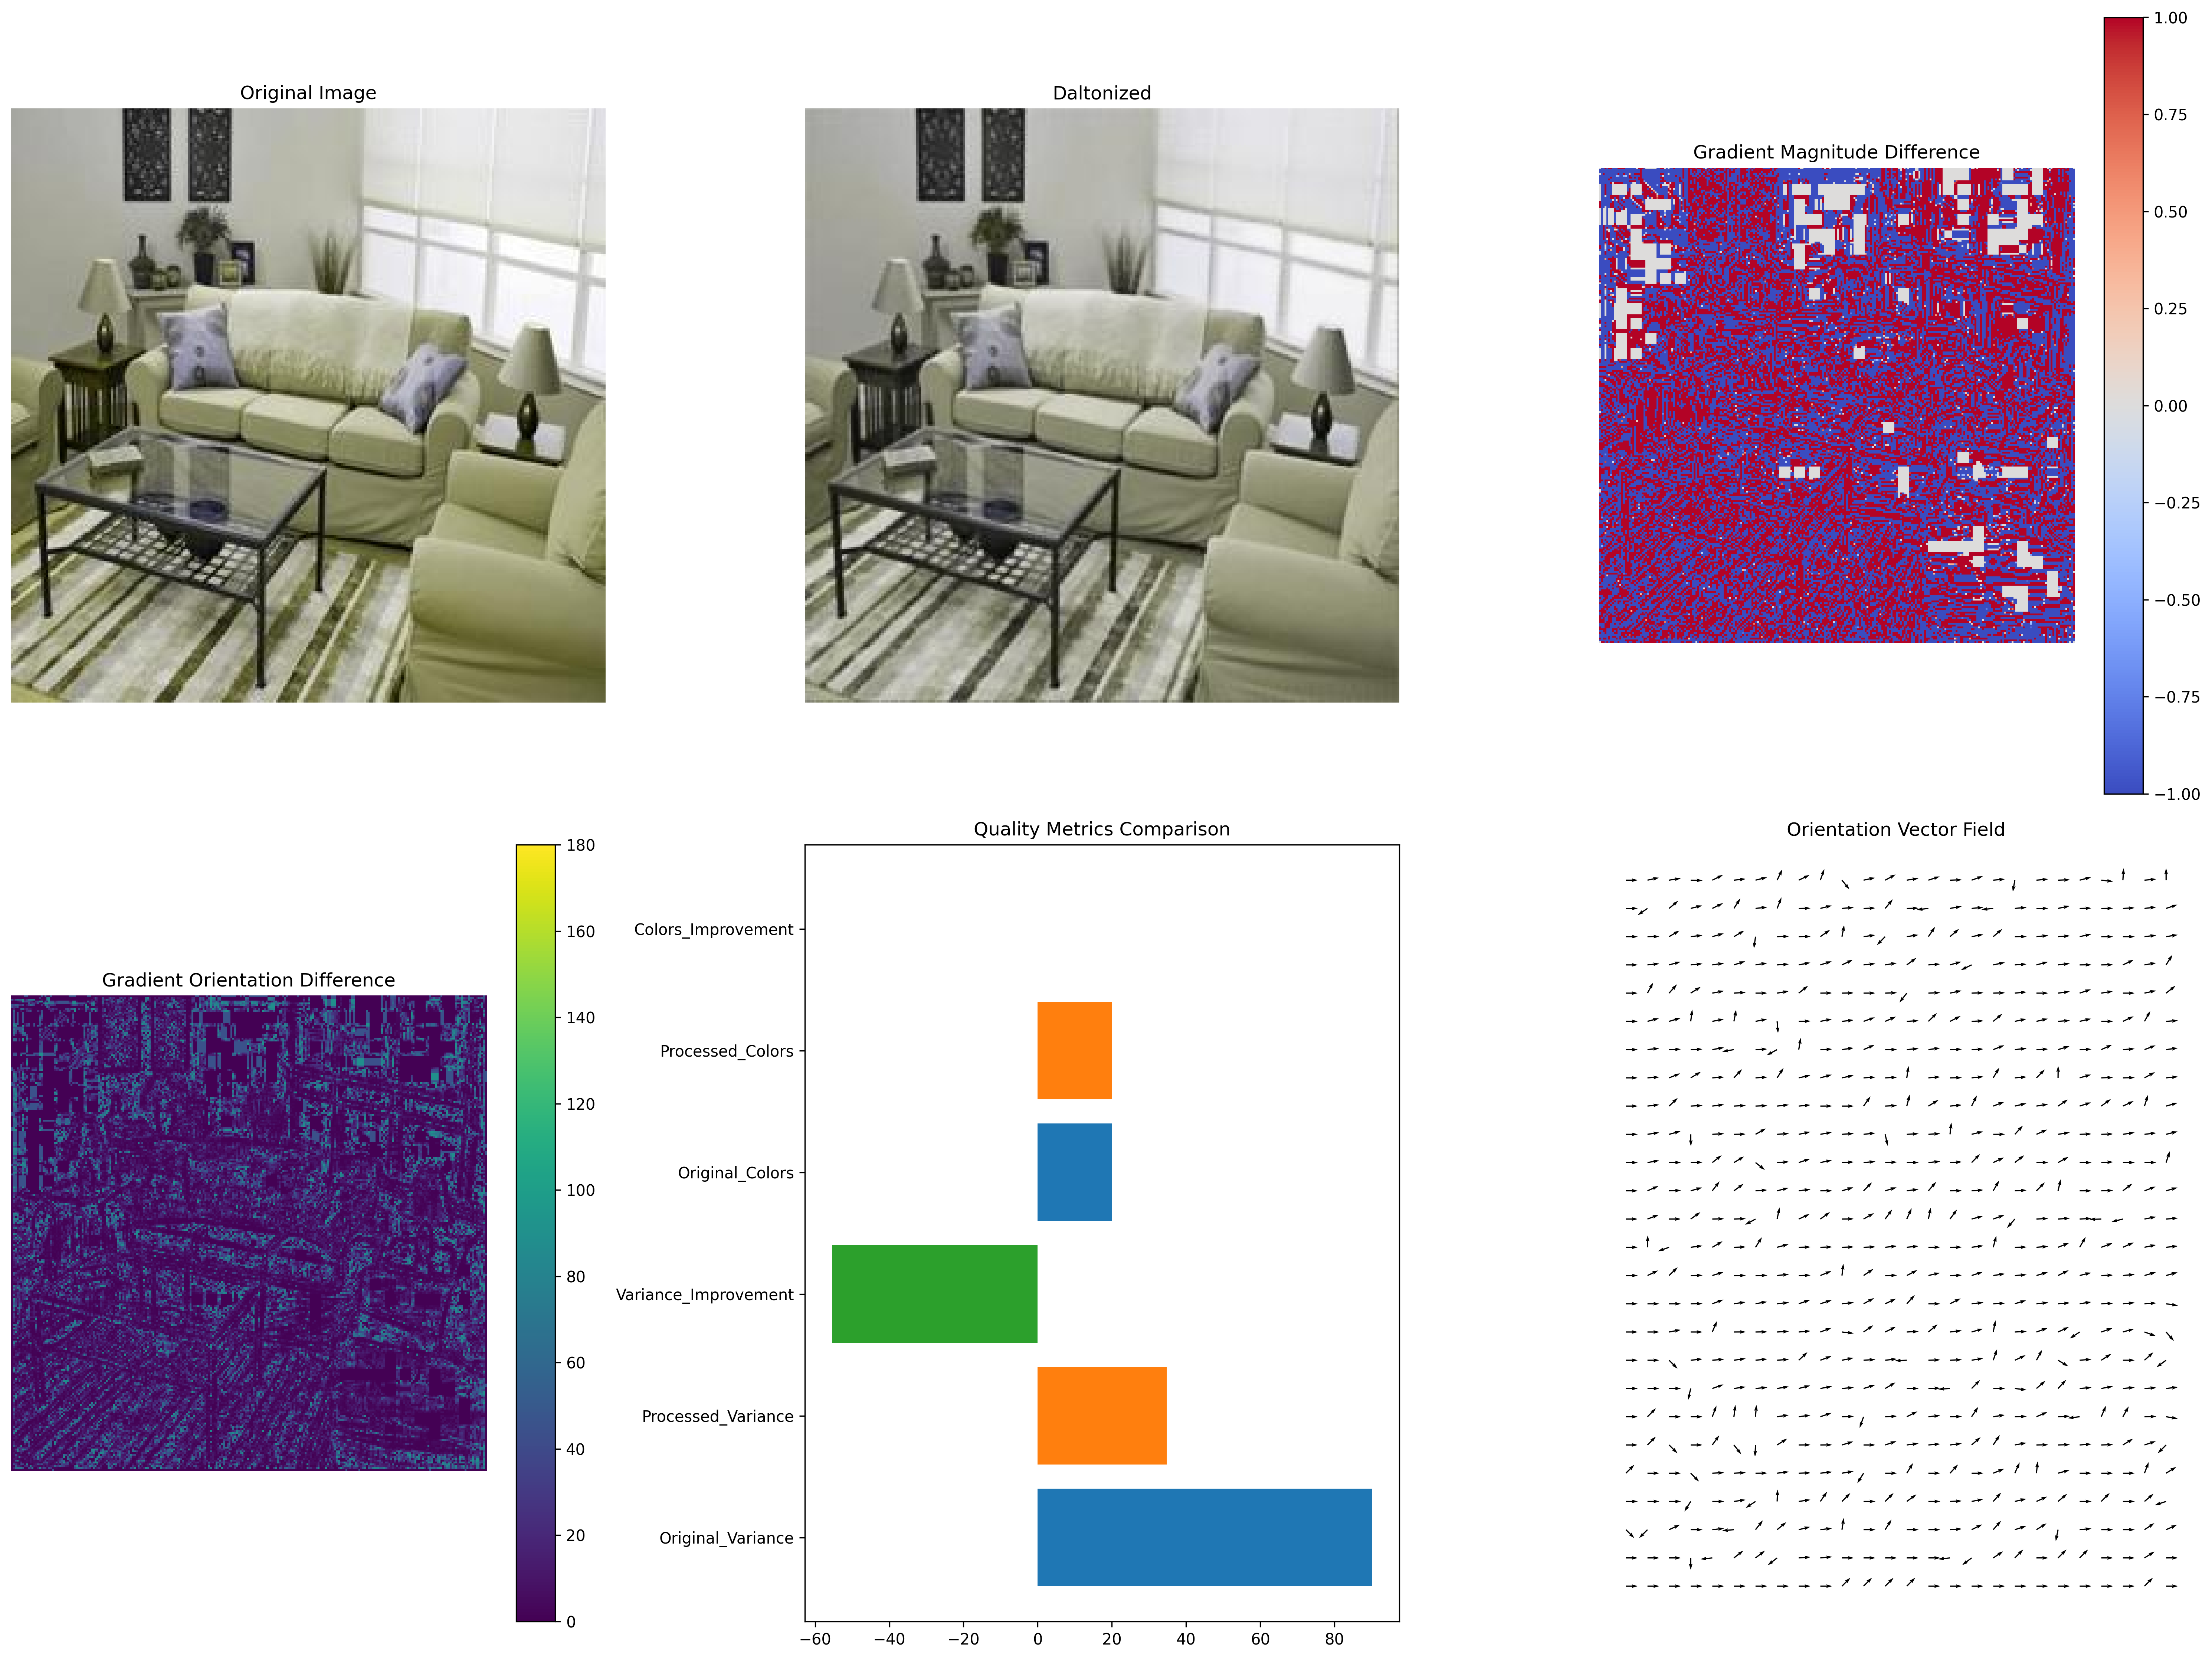 Original Image
Daltonized
Gradient Magnitude Difference
1.00
0.75
0.50
0.25
0.00
−0.25
−0.50
−0.75
−1.00
Gradient Orientation Difference
180
160
140
120
100
80
60
40
20
0
Quality Metrics Comparison
Colors_Improvement
Processed_Colors
Original_Colors
Variance_Improvement
Processed_Variance
Original_Variance
−60 −40 −20 0 20 40 60 80
Orientation Vector Field